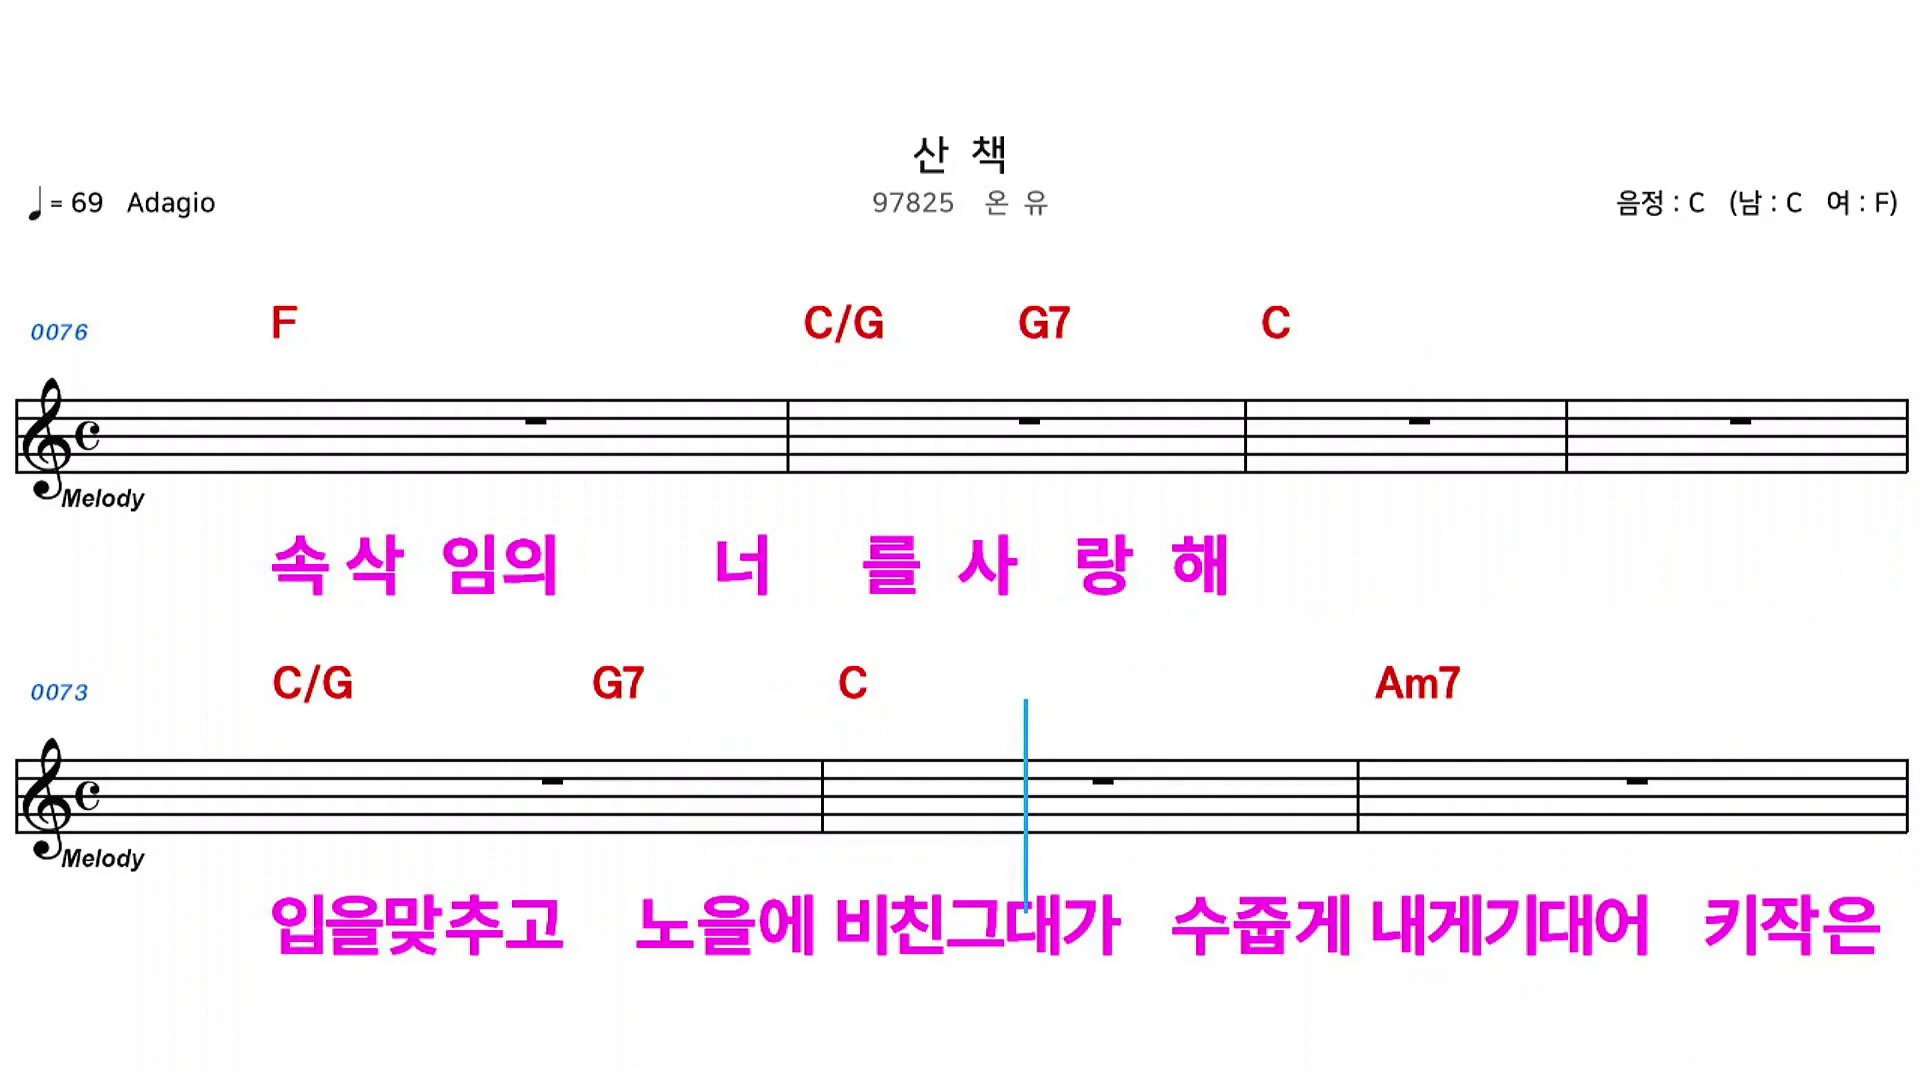 산 책
♩= 69 Adagio 97825 온 유 음정 : C (남 : C 여 : F)
0076 F C/G G7 C
Melody
속 삭 임의 너 를 사 랑 해
0073 C/G G7 C Am7
Melody
입을맞추고 노을에 비친그대가 수줍게 내게기대어 키작은